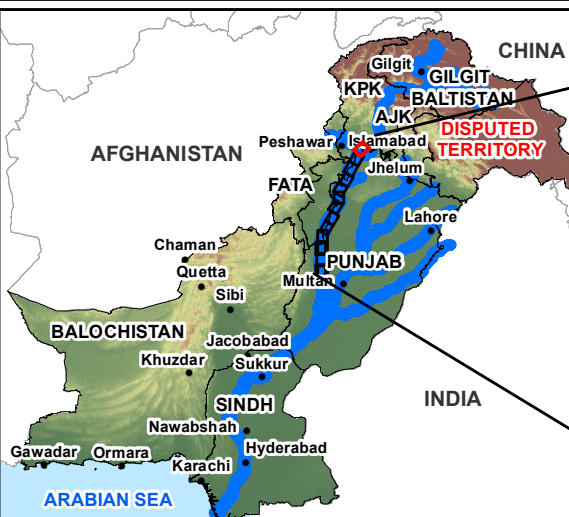 CHINA
Gilgit
GILGIT
BALTISTAN
KPK
AJK
DISPUTED
TERRITORY
Peshawar
Islamabad
AFGHANISTAN
Jhelum
FATA
Lahore
Chaman
Quetta
PUNJAB
Multan
Sibi
BALOCHISTAN
Jacobabad
Khuzdar
Sukkur
INDIA
SINDH
Nawabshah
Gawadar
Ormara
Hyderabad
Karachi
ARABIAN SEA